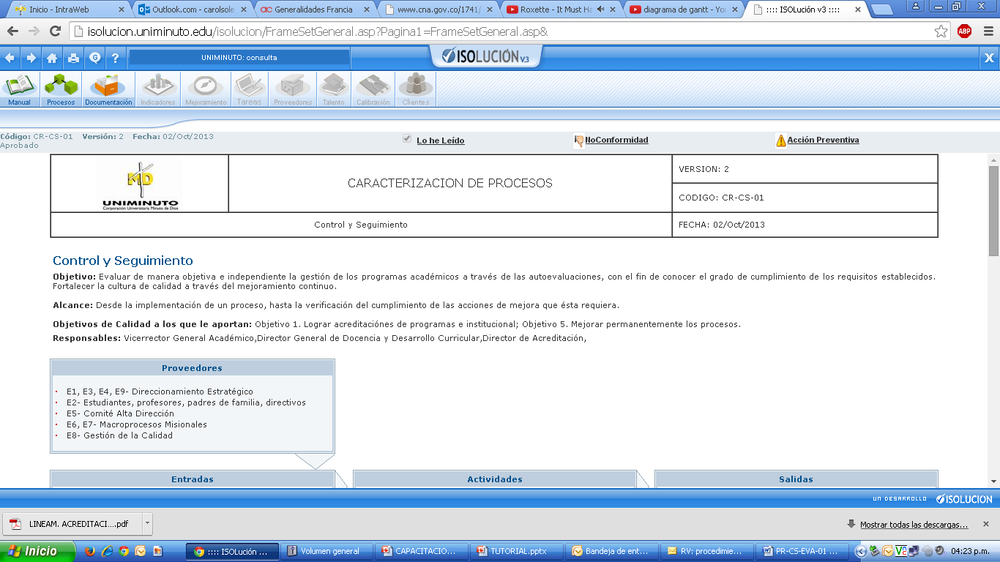 Inicio - IntraWeb
Outlook.com - carolsole
Generalidades Francia
www.cna.gov.co/1741/
Roxette - It Must Ha
diagrama de gantt - Yo
:::: ISOLución v3 ::::
isolucion.uniminuto.edu/isolucion/FrameSetGeneral.asp?Pagina1=FrameSetGeneral.asp&
ABP
UNIMINUTO: consulta
ISOLUCIÓN V.3
X
Manual
Procesos
Documentación
Indicadores
Mejoramiento
Tareas
Proveedores
Talento
Calibración
Clientes
Código: CR-CS-01 Versión: 2 Fecha: 02/Oct/2013
Aprobado
Lo he Leído
NoConformidad
Acción Preventiva
MD
UNIMINUTO
Corporación Universitaria Minuto de Dios
CARACTERIZACION DE PROCESOS
VERSION: 2
CODIGO: CR-CS-01
Control y Seguimiento
FECHA: 02/Oct/2013
Control y Seguimiento
Objetivo: Evaluar de manera objetiva e independiente la gestión de los programas académicos a través de las autoevaluaciones, con el fin de conocer el grado de cumplimiento de los requisitos establecidos.
Fortalecer la cultura de calidad a través del mejoramiento continuo.
Alcance: Desde la implementación de un proceso, hasta la verificación del cumplimiento de las acciones de mejora que ésta requiera.
Objetivos de Calidad a los que le aportan: Objetivo 1. Lograr acreditaciónes de programas e institucional; Objetivo 5. Mejorar permanentemente los procesos.
Responsables: Vicerrector General Académico,Director General de Docencia y Desarrollo Curricular,Director de Acreditación,
Proveedores
E1, E3, E4, E9- Direccionamiento Estratégico
E2- Estudiantes, profesores, padres de familia, directivos
E5- Comité Alta Dirección
E6, E7- Macroprocesos Misionales
E8- Gestión de la Calidad
Entradas
Actividades
Salidas
UN DESARROLLO ISOLUCION
LINEAM. ACREDITACI....pdf
Mostrar todas las descargas...
Inicio
:::: ISOLución ...
Volumen general
CAPACITACIO...
TUTORIAL.pptx
Bandeja de ent...
RV: procedimie...
PR-CS-EVA-01 ...
04:23 p.m.